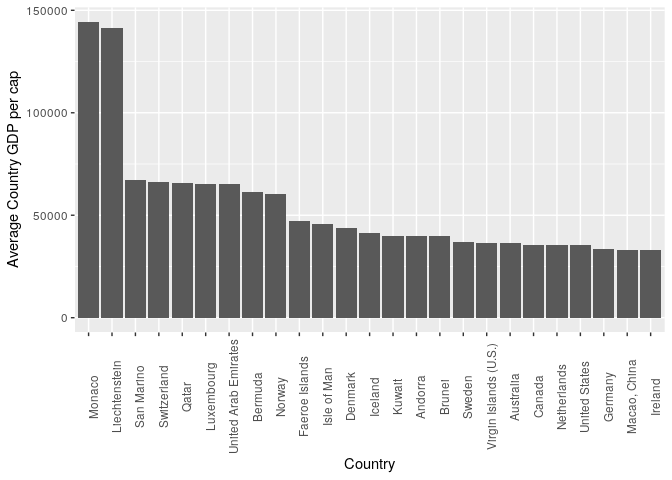 150000
100000
50000
0
Average Country GDP per cap
Monaco
Liechtenstein
San Marino
Switzerland
Qatar
Luxembourg
United Arab Emirates
Bermuda
Norway
Faeroe Islands
Isle of Man
Denmark
Iceland
Kuwait
Andorra
Brunei
Sweden
Virgin Islands (U.S.)
Australia
Canada
Netherlands
United States
Germany
Macao, China
Ireland
Country